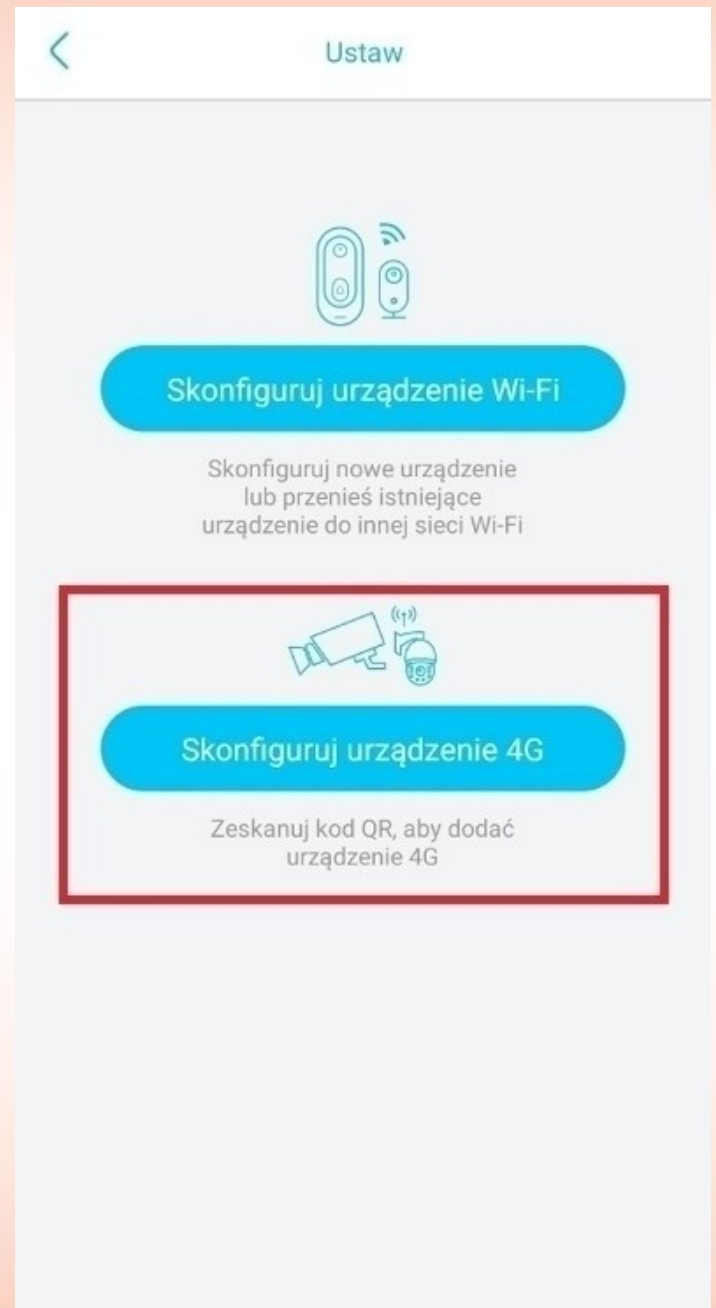 Ustaw
Skonfiguruj urządzenie Wi-Fi
Skonfiguruj nowe urządzenie
lub przenieś istniejące
urządzenie do innej sieci Wi-Fi
Skonfiguruj urządzenie 4G
Zeskanuj kod QR, aby dodać
urządzenie 4G